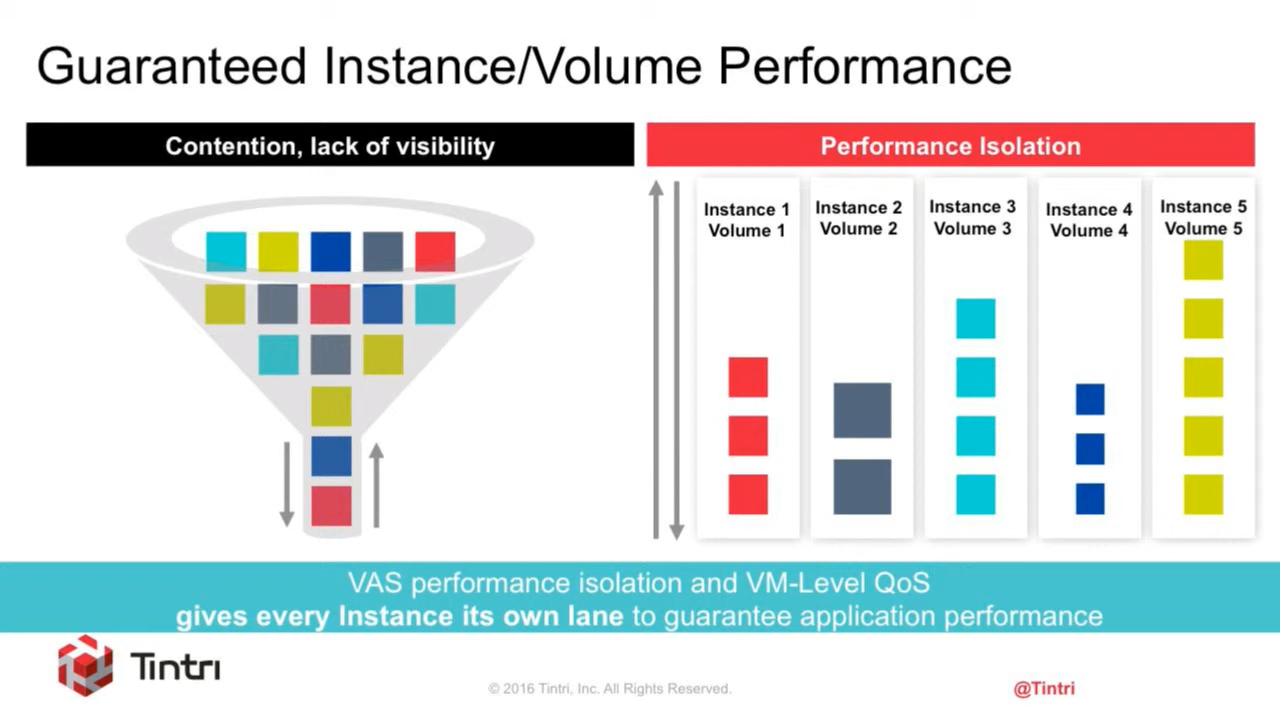 Guaranteed Instance/Volume Performance
Contention, lack of visibility
Performance Isolation
Instance 1
Volume 1
Instance 2
Volume 2
Instance 3
Volume 3
Instance 4
Volume 4
Instance 5
Volume 5
VAS performance isolation and VM-Level QoS
gives every Instance its own lane to guarantee application performance
Tintri
© 2016 Tintri, Inc. All Rights Reserved.
@Tintri